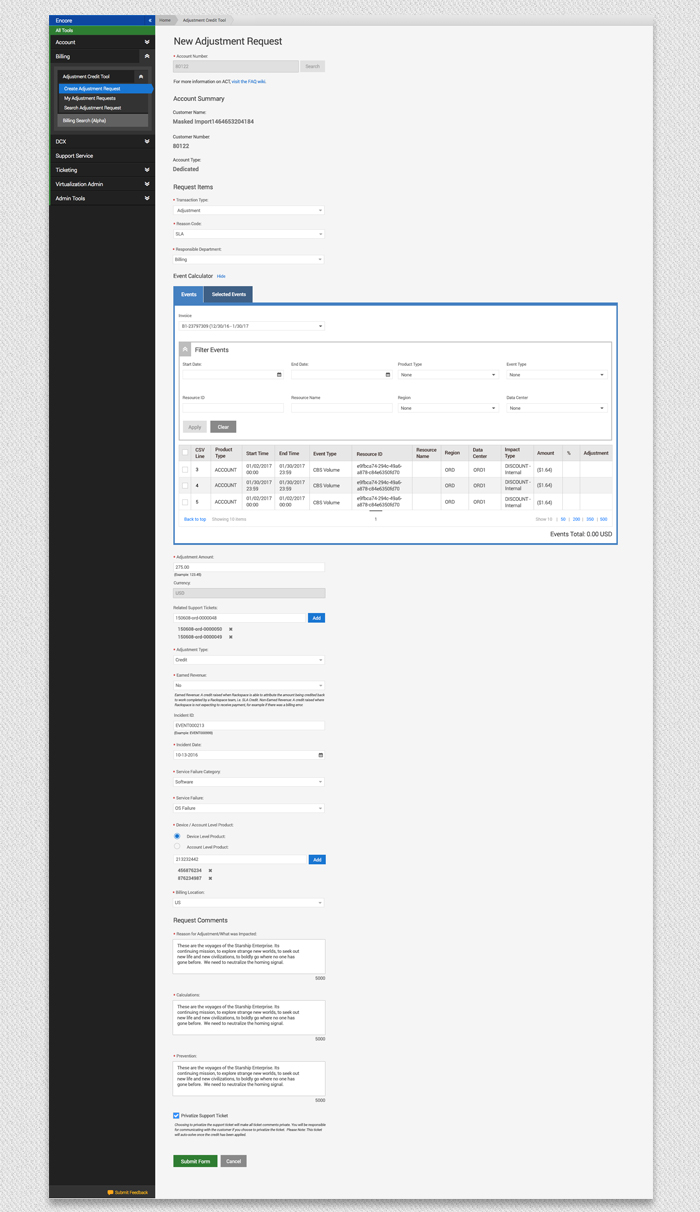 Encore
«
Home
Adjustment Credit Tool
All Tools
Account
Billing
Adjustment Credit Tool
Create Adjustment Request
My Adjustment Requests
Search Adjustment Request
Billing Search (Alpha)
DCX
Support Service
Ticketing
Virtualization Admin
Admin Tools
New Adjustment Request
* Account Number
80122
Search
For more information on ACT, visit the FAQ wiki.
Account Summary
Customer Name:
Masked Import1464653204184
Customer Number
80122
Account Type:
Dedicated
Request Items
* Transaction Type:
Adjustment
* Reason Code:
SLA
* Responsible Department:
Billing
Event Calculator Hide
Events
Selected Events
Invoice
B1-23797309 [12/30/16 - 1/30/17
Filter Events
Start Date:
End Date:
Product Type
Event Type
None
None
Resource ID
Resource Name
Region
Data Center
None
None
Apply
Clear
CSV Line Product Type Start Time End Time Event Type Resource ID Resource Name Region Data Center Impact Type Amount % Adjustment
3 ACCOUNT 01/02/2017 00:00 01/30/2017 23:59 CBS Volume e9fbca74-294c-49a6-a878-c84e6350fd70 ORD ORD1 DISCOUNT - Internal ($1.64)
4 ACCOUNT 01/30/2017 23:59 01/30/2017 23:59 CBS Volume e9fbca74-294c-49a6-a878-c84e6350fd70 ORD ORD1 DISCOUNT - Internal ($1.64)
5 ACCOUNT 01/02/2017 00:00 01/02/2017 00:00 CBS Volume e9fbca74-294c-49a6-a878-c84e6350fd70 ORD ORD1 DISCOUNT - Internal ($1.64)
Back to top Showing 10 items 1 Show 10 | 50 | 200 | 350 | 500
Events Total: 0.00 USD
* Adjustment Amount:
275.00
(Example: 123.45)
Currency:
USD
Related Support Tickets:
150608-ord-0000048
Add
150608-ord-0000050 ✖
150608-ord-0000049 ✖
* Adjustment Type:
Credit
* Earned Revenue:
No
Earned Revenue: A credit raised when Rackspace is able to attribute the amount being credited back
to work completed by a Rackspace team, i.e. SLA Credit. Non-Earned Revenue: A credit raised where
Rackspace is not expecting to receive payment, for example if there was a billing error.
Incident ID:
EVENT000213
* Incident Date:
10-13-2016
* Service Failure Category:
Software
* Service Failure:
OS Failure
* Device / Account Level Product:
Device Level Product:
Account Level Product
213232442
Add
455875234 ✖
875234987 ✖
* Billing Location:
US
Request Comments
* Reason for Adjustment/What was Impacted:
These are the voyages of the Starship Enterprise. Its
continuing mission, to explore strange new worlds, to seek out
new life and new civilizations, to boldly go where no one has
gone before. We need to neutralize the homing signal.
5000
* Calculations:
These are the voyages of the Starship Enterprise. Its
continuing mission, to explore strange new worlds, to seek out
new life and new civilizations, to boldly go where no one has
gone before. We need to neutralize the homing signal.
5000
* Prevention:
These are the voyages of the Starship Enterprise. Its
continuing mission, to explore strange new worlds, to seek out
new life and new civilizations, to boldly go where no one has
gone before. We need to neutralize the homing signal.
5000
Privatize Support Ticket
Choosing to privatize the support ticket will make all ticket comments private. You will be responsible
for communicating with the customer if you choose to privatize the ticket. Please Note: This ticket
will auto-solve once the credit has been applied.
Submit Form
Cancel
Submit Feedback